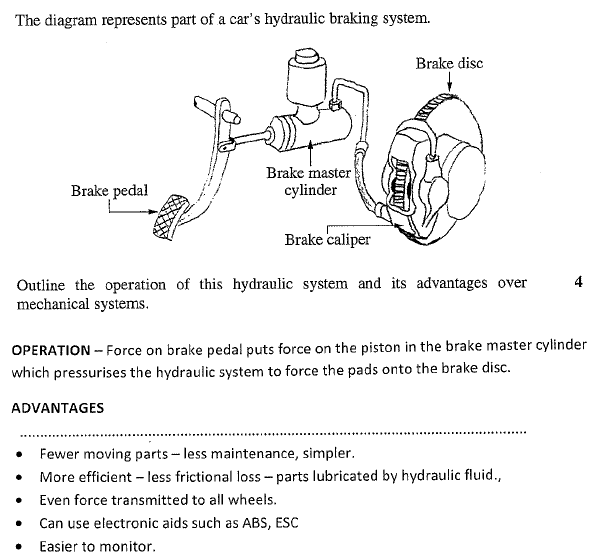 The diagram represents part of a car's hydraulic braking system.
Brake disc
Brake master
cylinder
Brake pedal
Brake caliper
Outline the operation of this hydraulic system and its advantages over 4
mechanical systems.
OPERATION – Force on brake pedal puts force on the piston in the brake master cylinder
which pressurises the hydraulic system to force the pads onto the brake disc.
ADVANTAGES
• Fewer moving parts – less maintenance, simpler.
• More efficient – less frictional loss – parts lubricated by hydraulic fluid.,
• Even force transmitted to all wheels.
• Can use electronic aids such as ABS, ESC
• Easier to monitor.